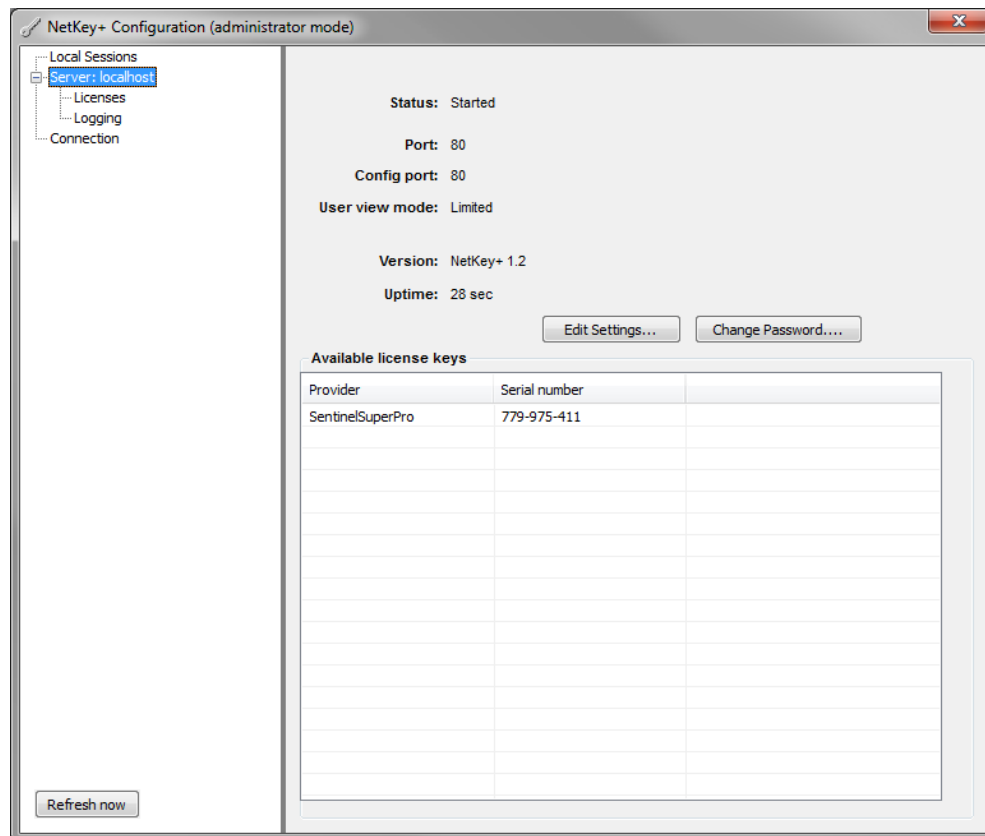 NetKey+ Configuration (administrator mode)
Local Sessions
Server: localhost
Licenses
Logging
Connection
Status: Started
Port: 80
Config port: 80
User view mode: Limited
Version: NetKey+ 1.2
Uptime: 28 sec
Edit Settings... Change Password....
Available license keys
Provider Serial number
SentinelSuperPro 779-975-411
Refresh now